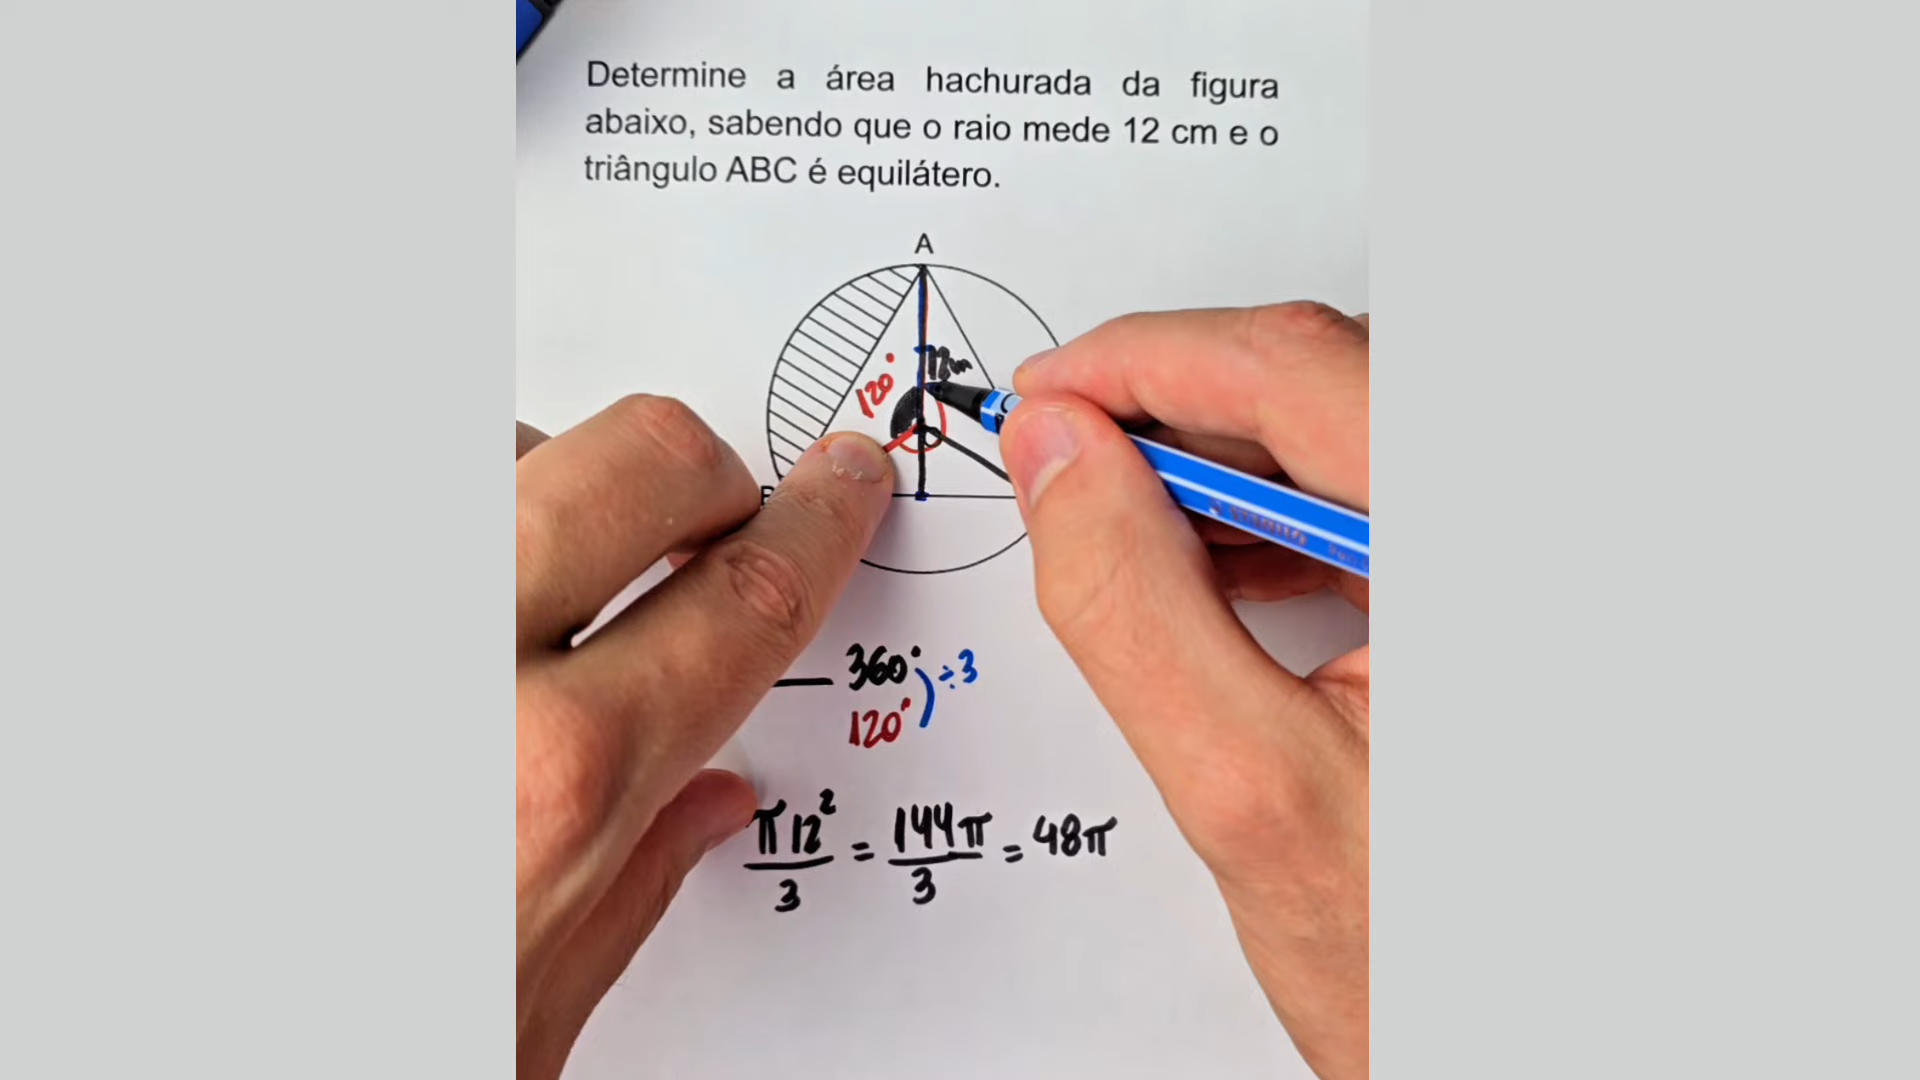 Determine a área hachurada da figura
abaixo, sabendo que o raio mede 12 cm e o
triângulo ABC é equilátero.
A
120°
12cm
360° ÷3
120°
π12² / 3 = 144π / 3 = 48π